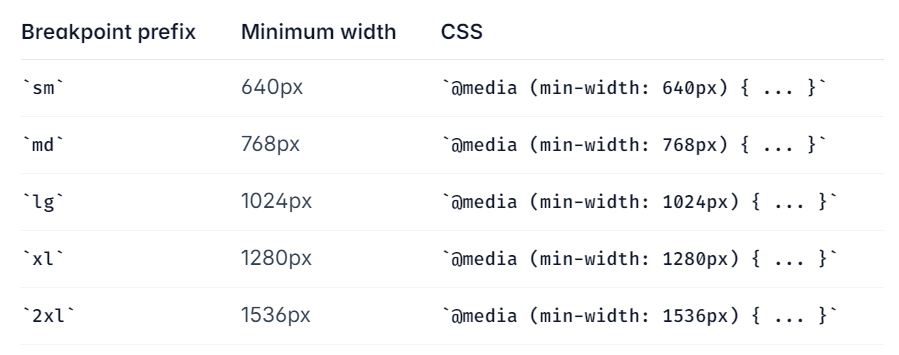 Breakpoint prefix Minimum width CSS
`sm` 640px `@media (min-width: 640px) { ... }`
`md` 768px `@media (min-width: 768px) { ... }`
`lg` 1024px `@media (min-width: 1024px) { ... }`
`xl` 1280px `@media (min-width: 1280px) { ... }`
`2xl` 1536px `@media (min-width: 1536px) { ... }`